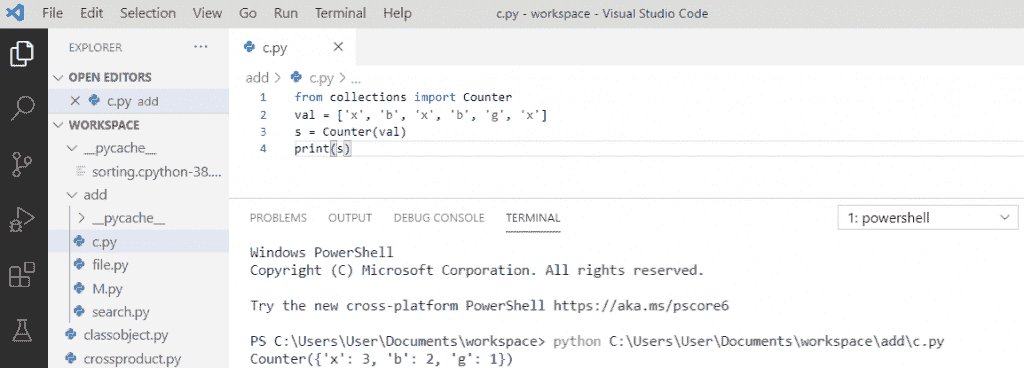 File Edit Selection View Go Run Terminal Help c.py - workspace - Visual Studio Code
EXPLORER ···
c.py ×
OPEN EDITORS
× c.py add
add > c.py > ...
WORKSPACE
__pycache__
sorting.cpython-38....
add
__pycache__
c.py
file.py
M.py
search.py
classobject.py
crossproduct.py
1 from collections import Counter
2 val = ['x', 'b', 'x', 'b', 'g', 'x']
3 s = Counter(val)
4 print(s)
PROBLEMS OUTPUT DEBUG CONSOLE TERMINAL 1: powershell
Windows PowerShell
Copyright (C) Microsoft Corporation. All rights reserved.
Try the new cross-platform PowerShell https://aka.ms/pscore6
PS C:\Users\User\Documents\workspace> python C:\Users\User\Documents\workspace\add\c.py
Counter({'x': 3, 'b': 2, 'g': 1})